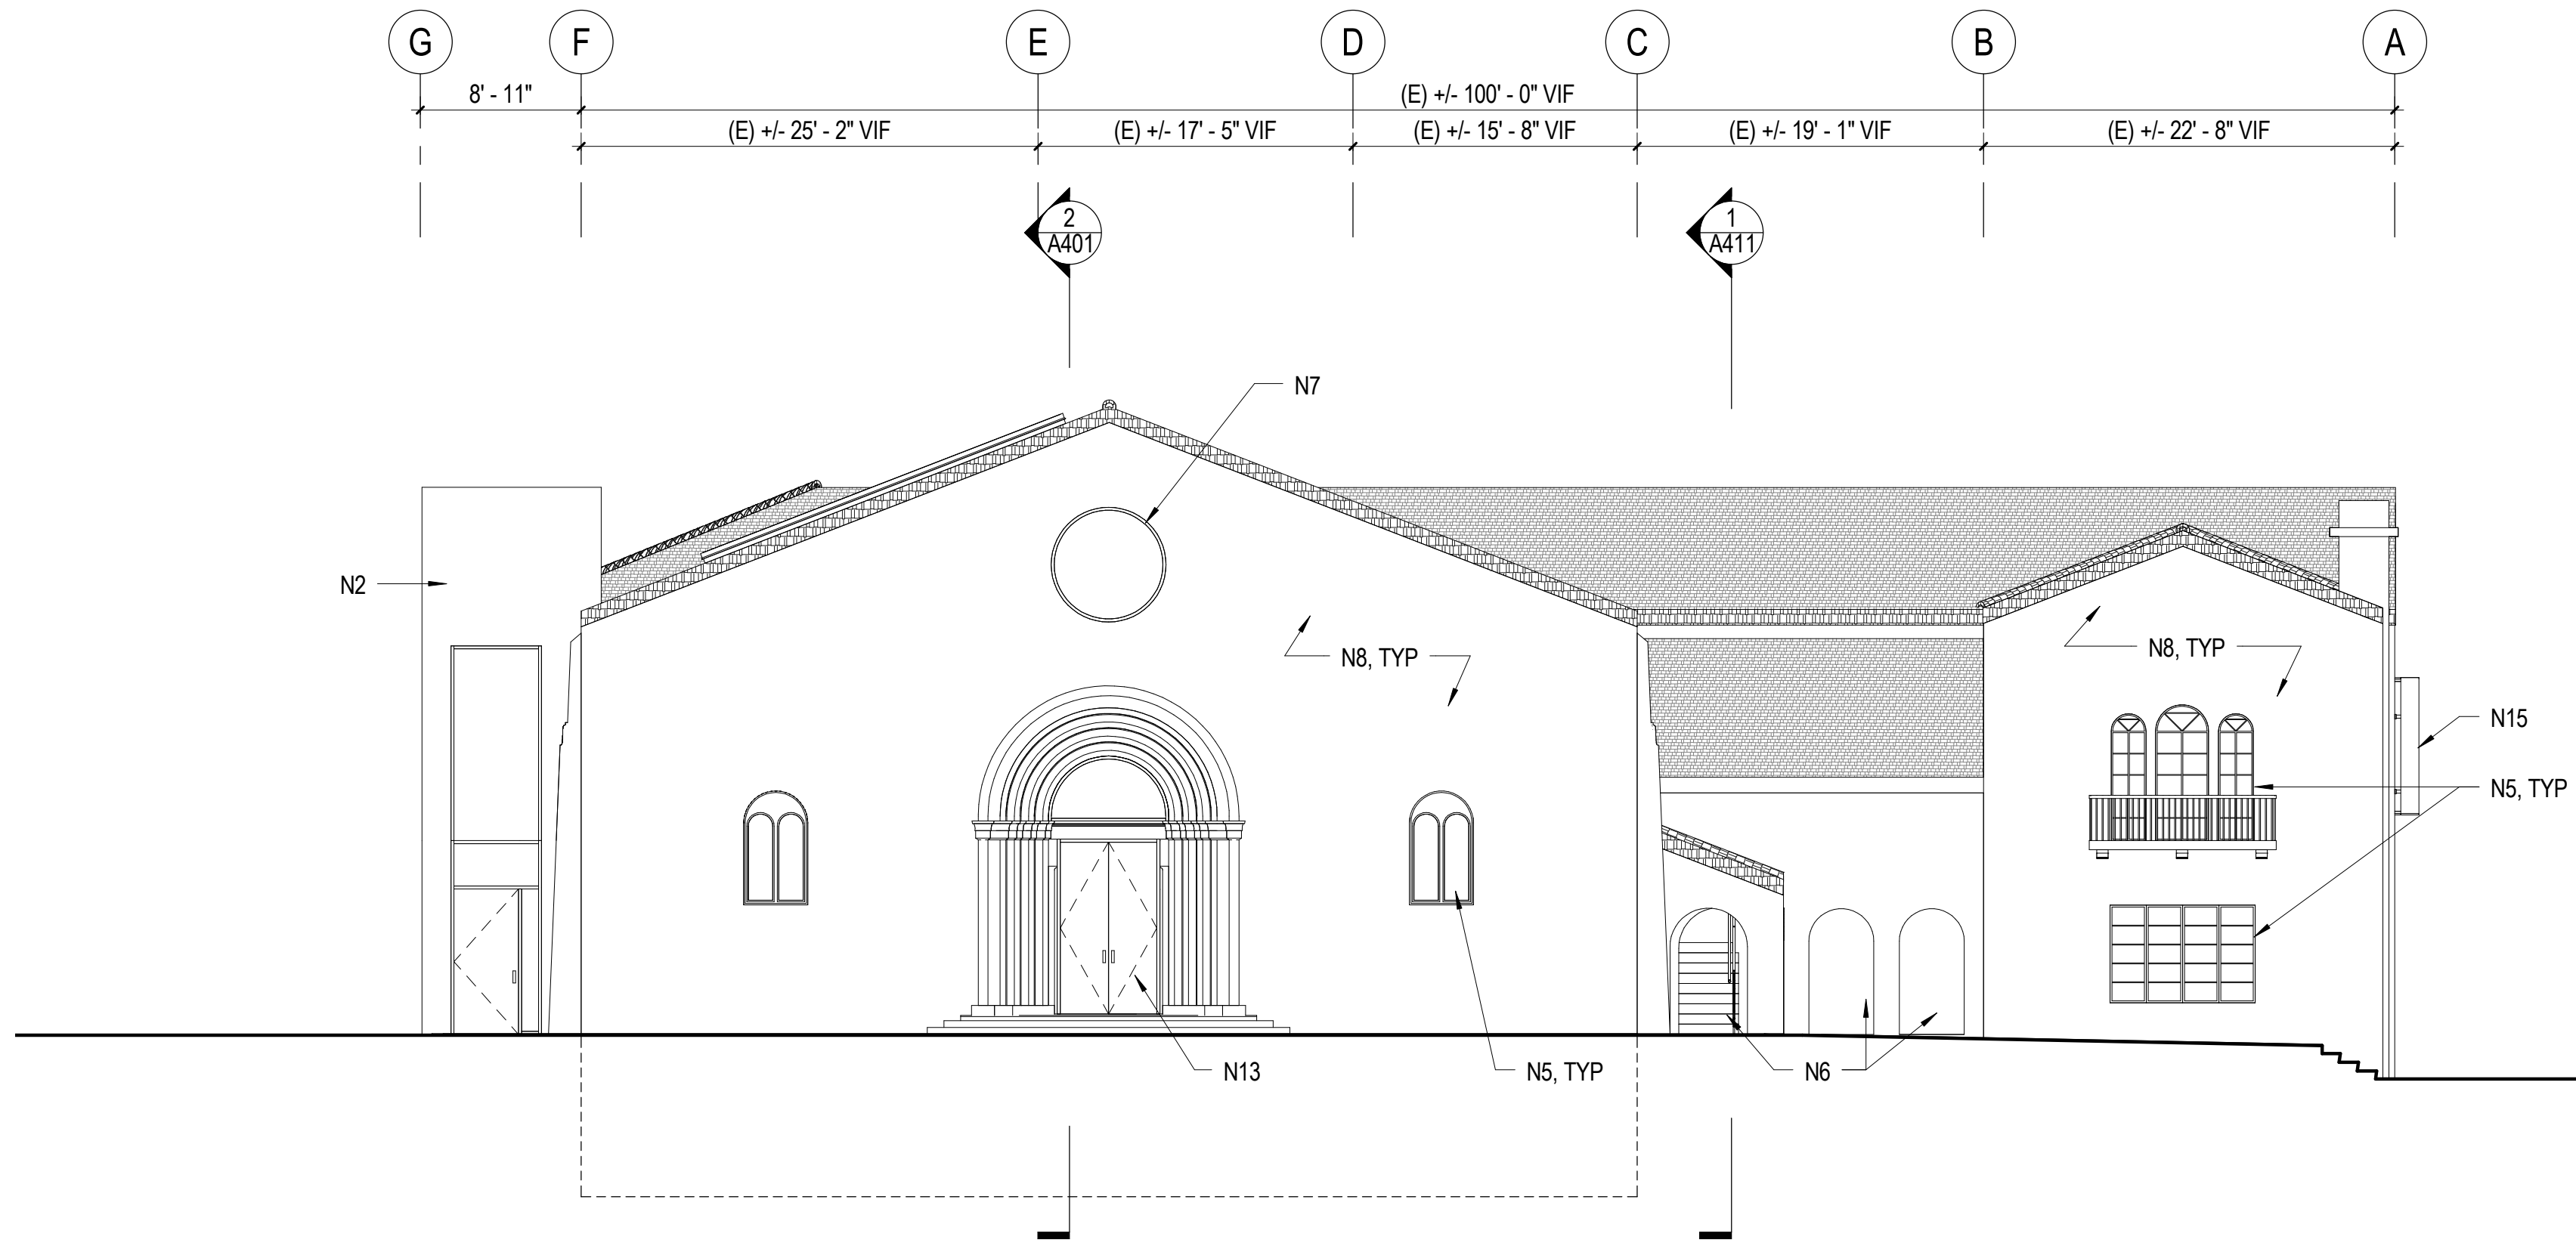 G F E D C B A
8' - 11" (E) +/- 100' - 0" VIF
(E) +/- 25' - 2" VIF (E) +/- 17' - 5" VIF (E) +/- 15' - 8" VIF (E) +/- 19' - 1" VIF (E) +/- 22' - 8" VIF
2
A401
1
A411
N7
N2
N8, TYP
N8, TYP
N15
N5, TYP
N13
N5, TYP
N6